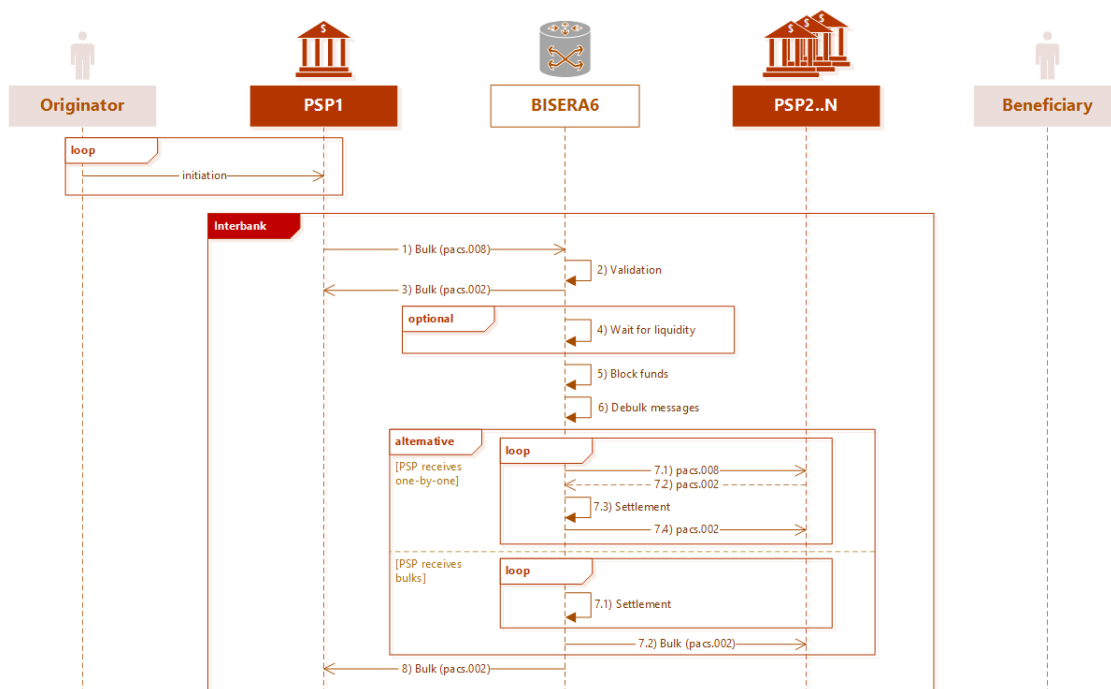 Originator
PSP1
BISERA6
PSP2..N
Beneficiary
loop
initiation
Interbank
1) Bulk (pacs.008)
2) Validation
3) Bulk (pacs.002)
optional
4) Wait for liquidity
5) Block funds
6) Debulk messages
alternative
loop
[PSP receives
one-by-one]
7.1) pacs.008
7.2) pacs.002
7.3) Settlement
7.4) pacs.002
[PSP receives
bulks]
loop
7.1) Settlement
7.2) Bulk (pacs.002)
8) Bulk (pacs.002)